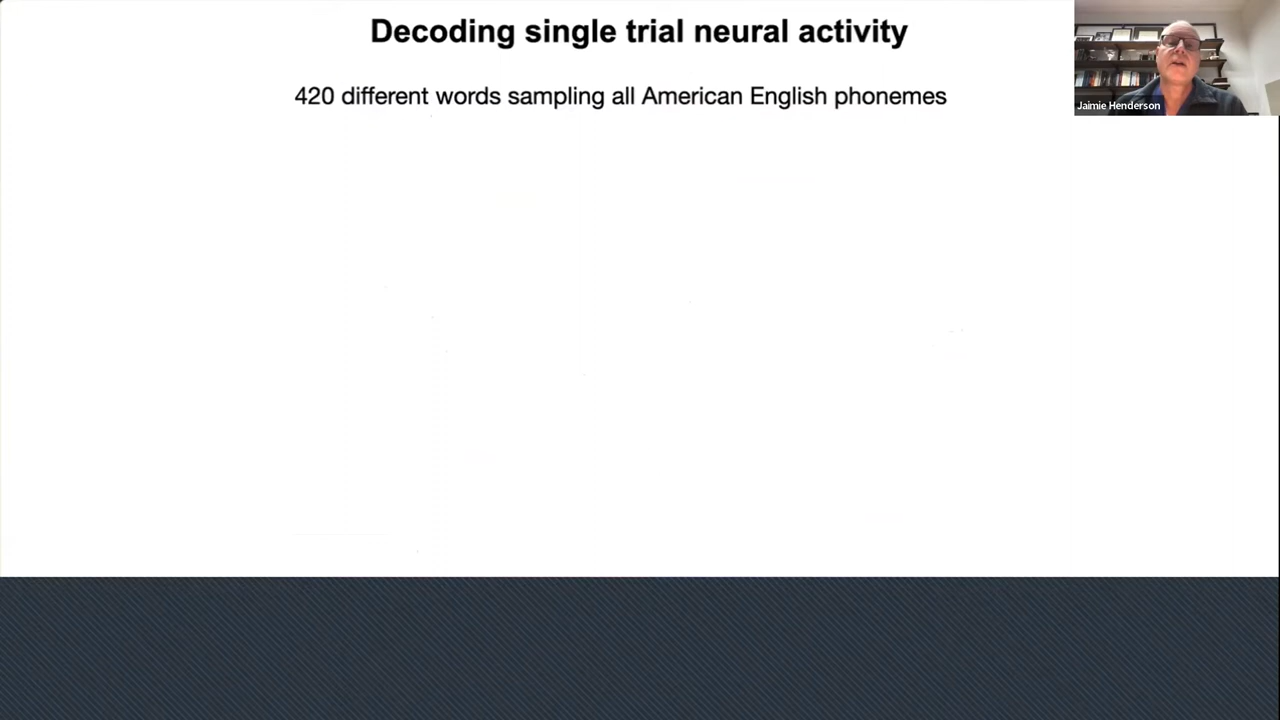 Decoding single trial neural activity
420 different words sampling all American English phonemes
Jaimie Henderson